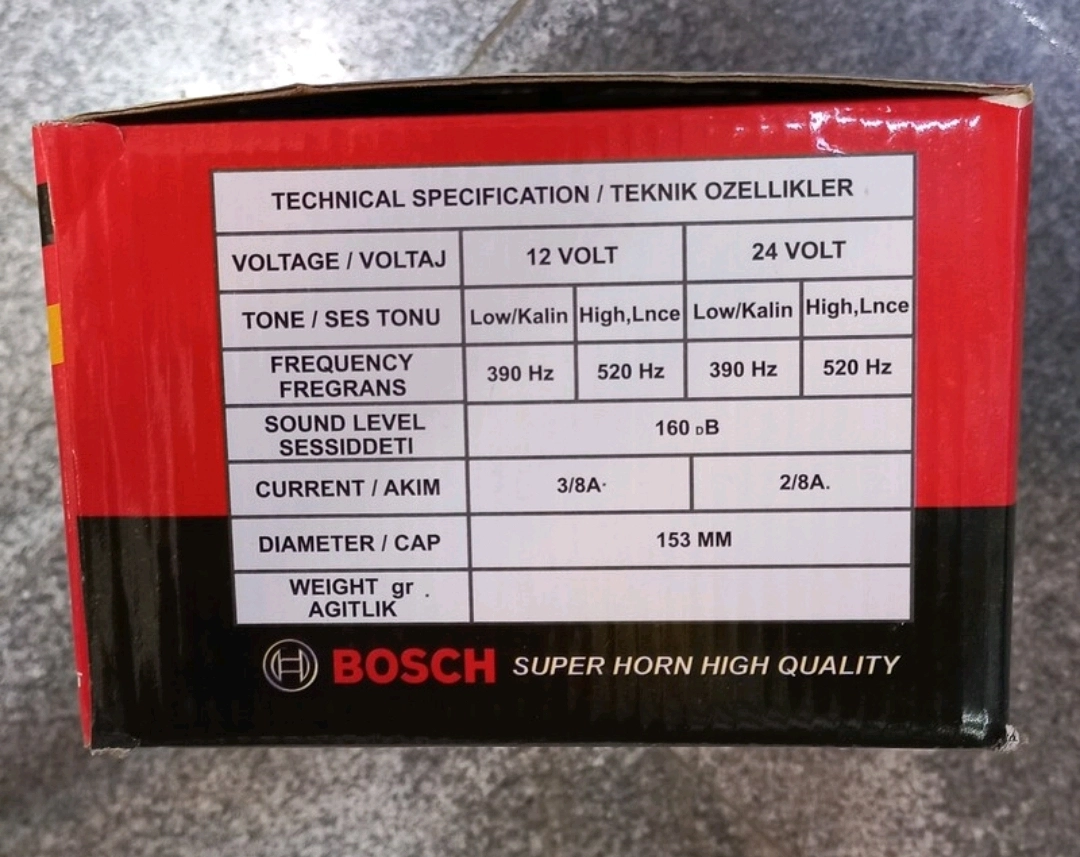 TECHNICAL SPECIFICATION / TEKNIK OZELLIKLER
VOLTAGE / VOLTAJ 12 VOLT 24 VOLT
TONE / SES TONU Low/Kalin High,Lnce Low/Kalin High,Lnce
FREQUENCY
FREGRANS 390 Hz 520 Hz 390 Hz 520 Hz
SOUND LEVEL
SESSIDDETI 160 DB
CURRENT / AKIM 3/8A. 2/8A.
DIAMETER / CAP 153 MM
WEIGHT gr .
AGITLIK
BOSCH SUPER HORN HIGH QUALITY